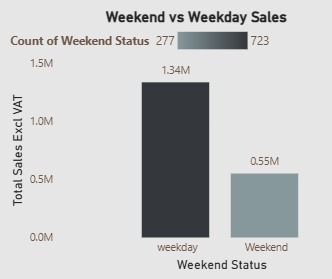 Weekend vs Weekday Sales
Count of Weekend Status 277 723
1.5M
1.34M
1.0M
0.55M
0.5M
0.0M
Total Sales Excl VAT
weekday Weekend
Weekend Status